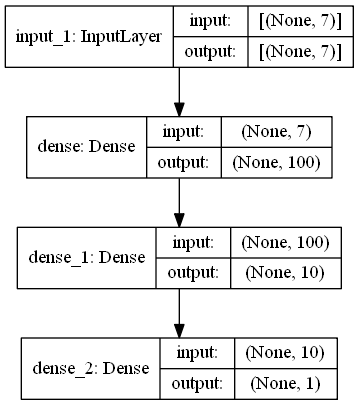 input_1: InputLayer
input: [(None, 7)]
output: [(None, 7)]
dense: Dense
input: (None, 7)
output: (None, 100)
dense_1: Dense
input: (None, 100)
output: (None, 10)
dense_2: Dense
input: (None, 10)
output: (None, 1)